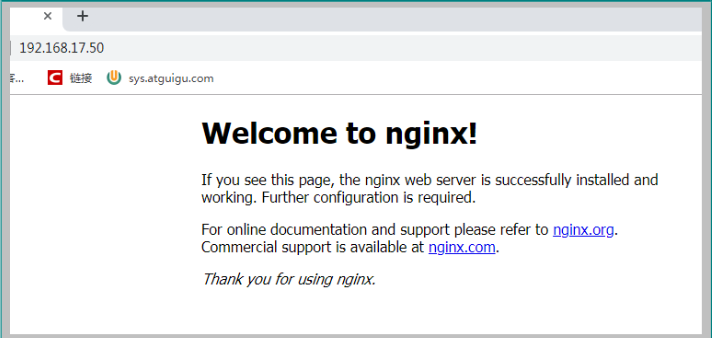 192.168.17.50
链接 sys.atguigu.com
Welcome to nginx!
If you see this page, the nginx web server is successfully installed and
working. Further configuration is required.
For online documentation and support please refer to nginx.org.
Commercial support is available at nginx.com.
Thank you for using nginx.